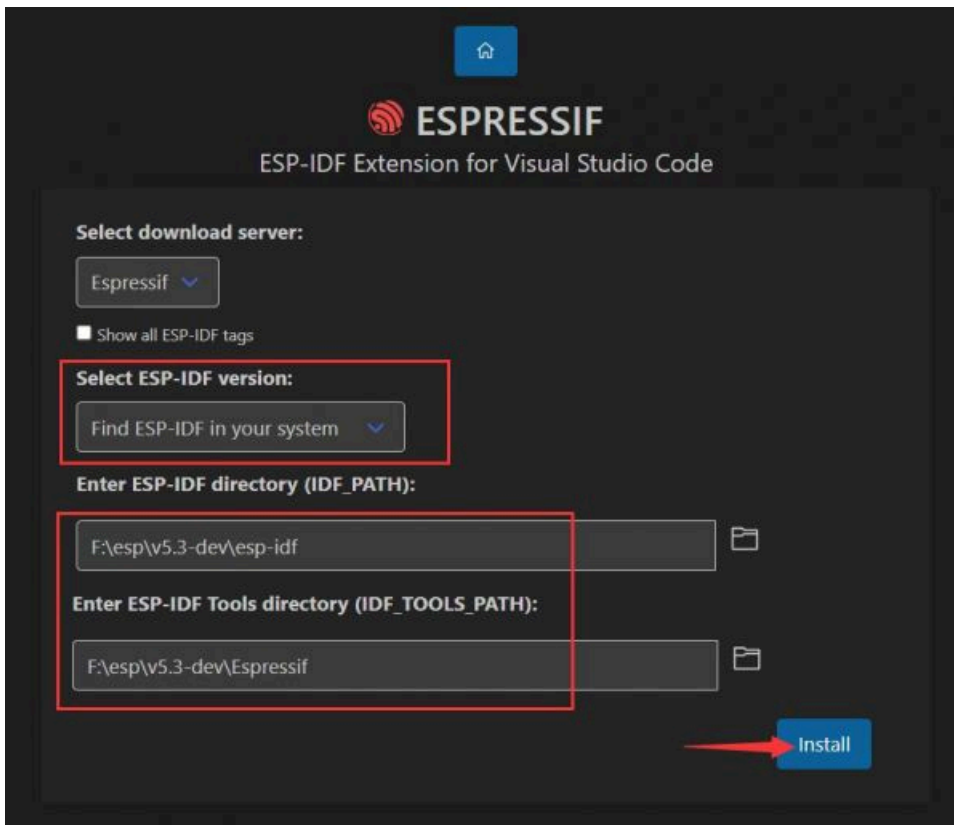 ESPRESSIF
ESP-IDF Extension for Visual Studio Code
Select download server:
Espressif
Show all ESP-IDF tags
Select ESP-IDF version:
Find ESP-IDF in your system
Enter ESP-IDF directory (IDF_PATH):
F:\esp\v5.3-dev\esp-idf
Enter ESP-IDF Tools directory (IDF_TOOLS_PATH):
F:\esp\v5.3-dev\Espressif
Install